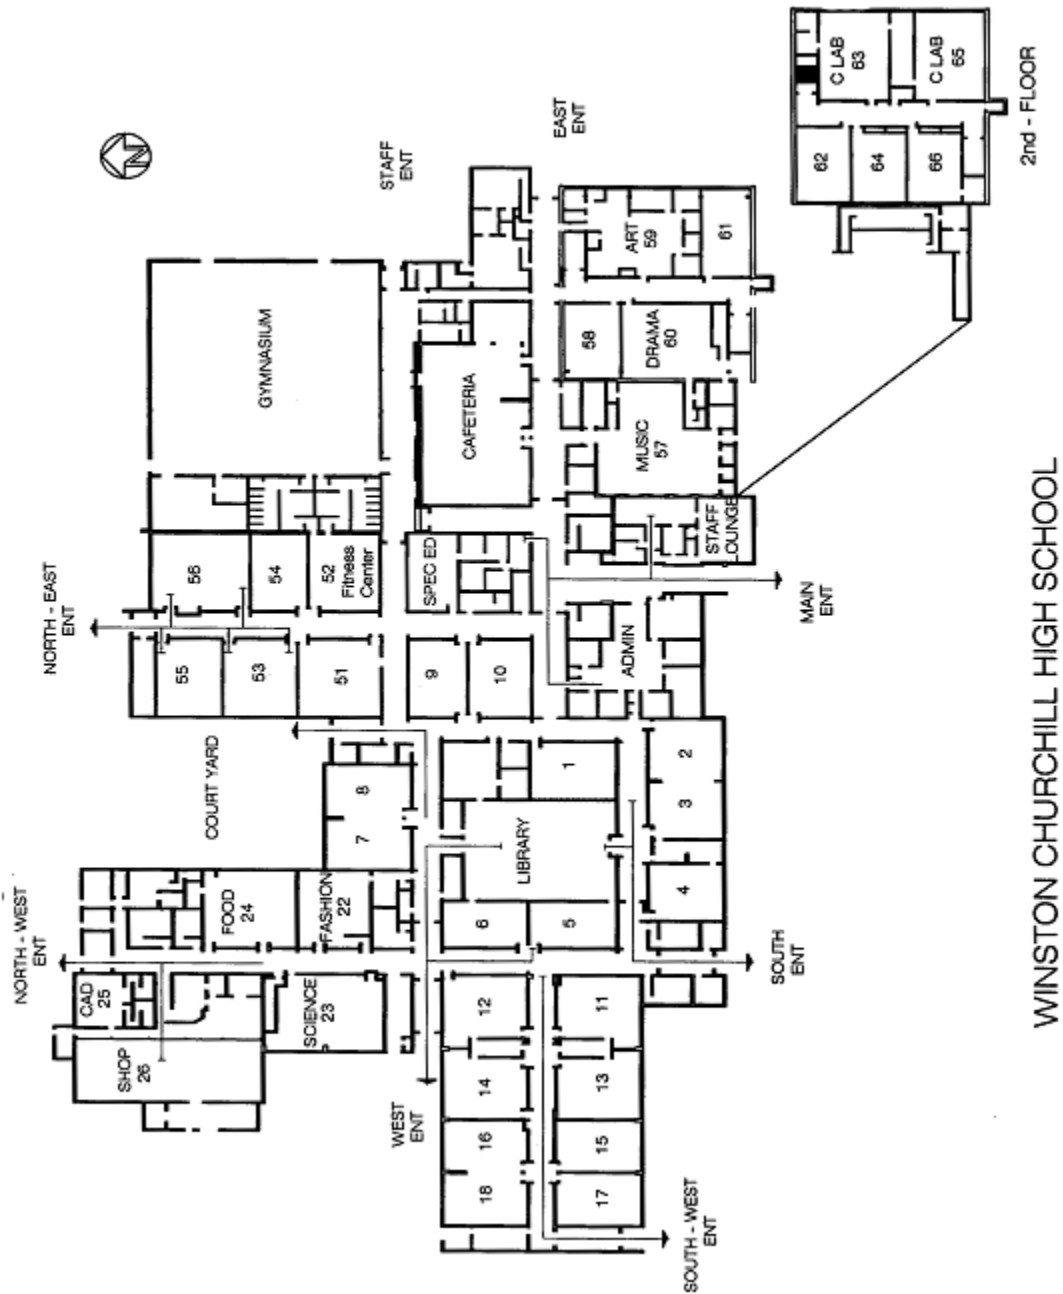 NORTH - WEST
ENT
NORTH - EAST
ENT
N
CAD
25
SHOP
26
FOOD
24
COURT YARD
55
56
53
54
GYMNASIUM
SCIENCE
23
FASHION
22
7
8
51
52
Fitness
Center
STAFF
ENT
WEST
ENT
9
SPEC ED
CAFETERIA
18
16
14
12
6
LIBRARY
10
5
1
EAST
ENT
17
15
13
11
58
ADMIN
MUSIC
57
DRAMA
60
ART
59
4
3
2
STAFF
LOUNGE
61
SOUTH - WEST
ENT
SOUTH
ENT
MAIN
ENT
62
C LAB
63
64
66
C LAB
65
2nd - FLOOR
WINSTON CHURCHILL HIGH SCHOOL